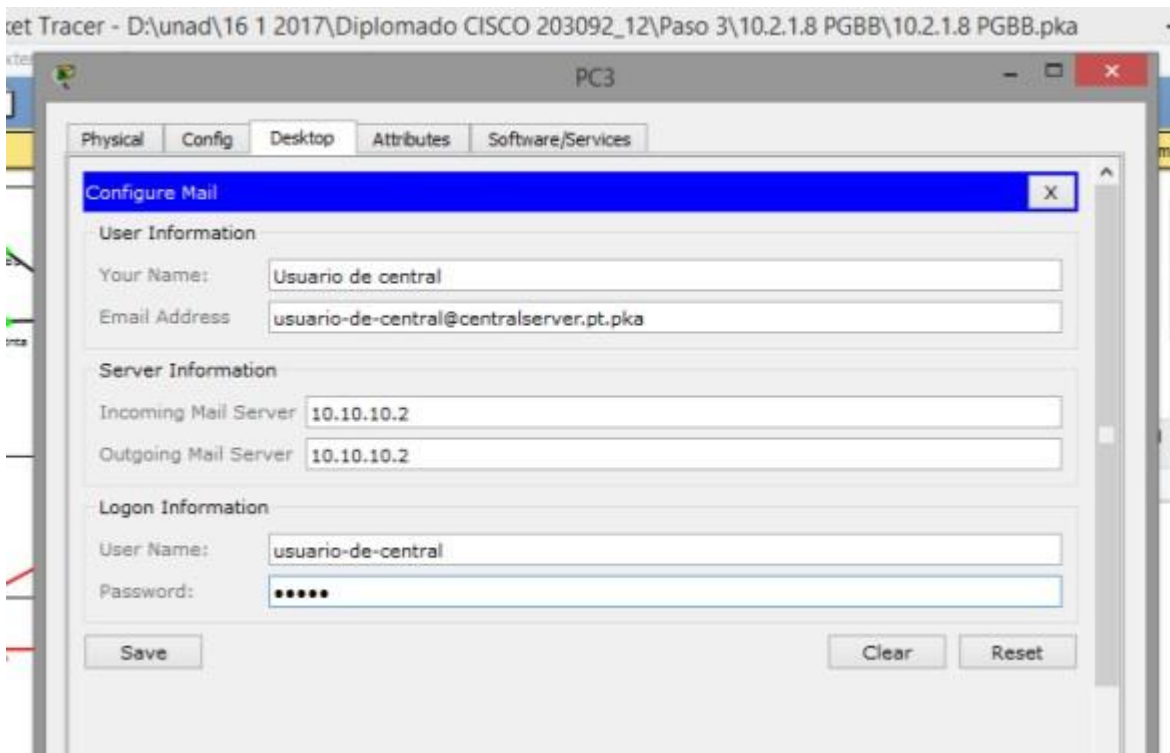 ket Tracer - D:\unad\16 1 2017\Diplomado CISCO 203092_12\Paso 3\10.2.1.8 PGBB\10.2.1.8 PGBB.pka
PC3
Physical Config Desktop Attributes Software/Services
Configure Mail X
User Information
Your Name: Usuario de central
Email Address usuario-de-central@centralserver.pt.pka
Server Information
Incoming Mail Server 10.10.10.2
Outgoing Mail Server 10.10.10.2
Logon Information
User Name: usuario-de-central
Password: •••••
Save Clear Reset